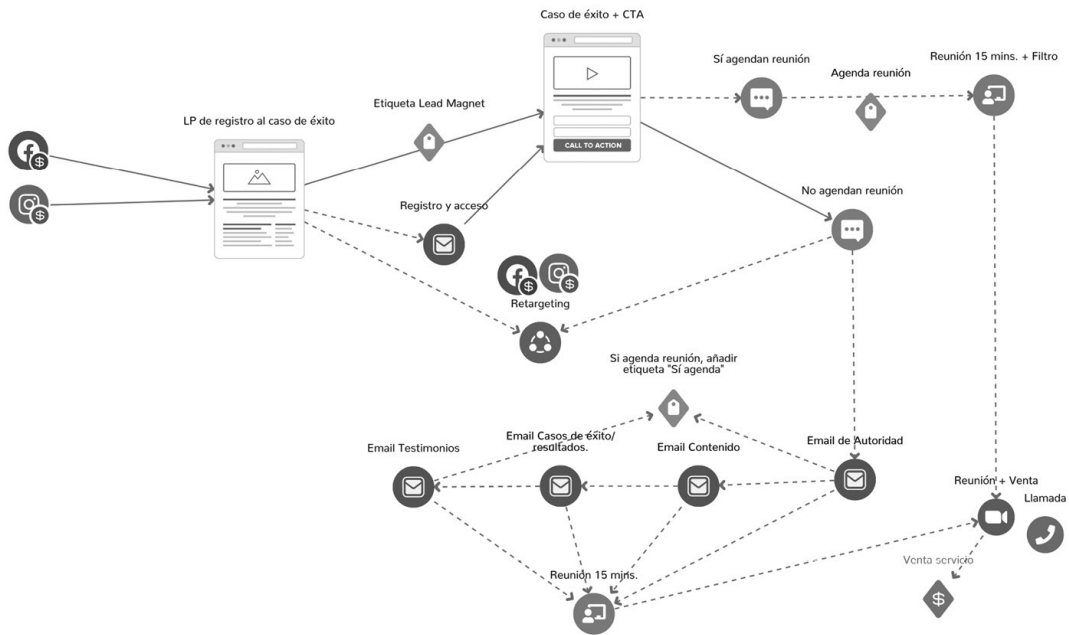 Caso de éxito + CTA
Sí agendan reunión
Reunión 15 mins. + Filtro
Agenda reunión
Etiqueta Lead Magnet
LP de registro al caso de éxito
CALL TO ACTION
Registro y acceso
No agendan reunión
Retargeting
Si agenda reunión, añadir
etiqueta "Sí agenda"
Email Testimonios
Email Casos de éxito/
resultados.
Email Contenido
Email de Autoridad
Reunión + Venta
Llamada
Venta servicio
Reunión 15 mins.